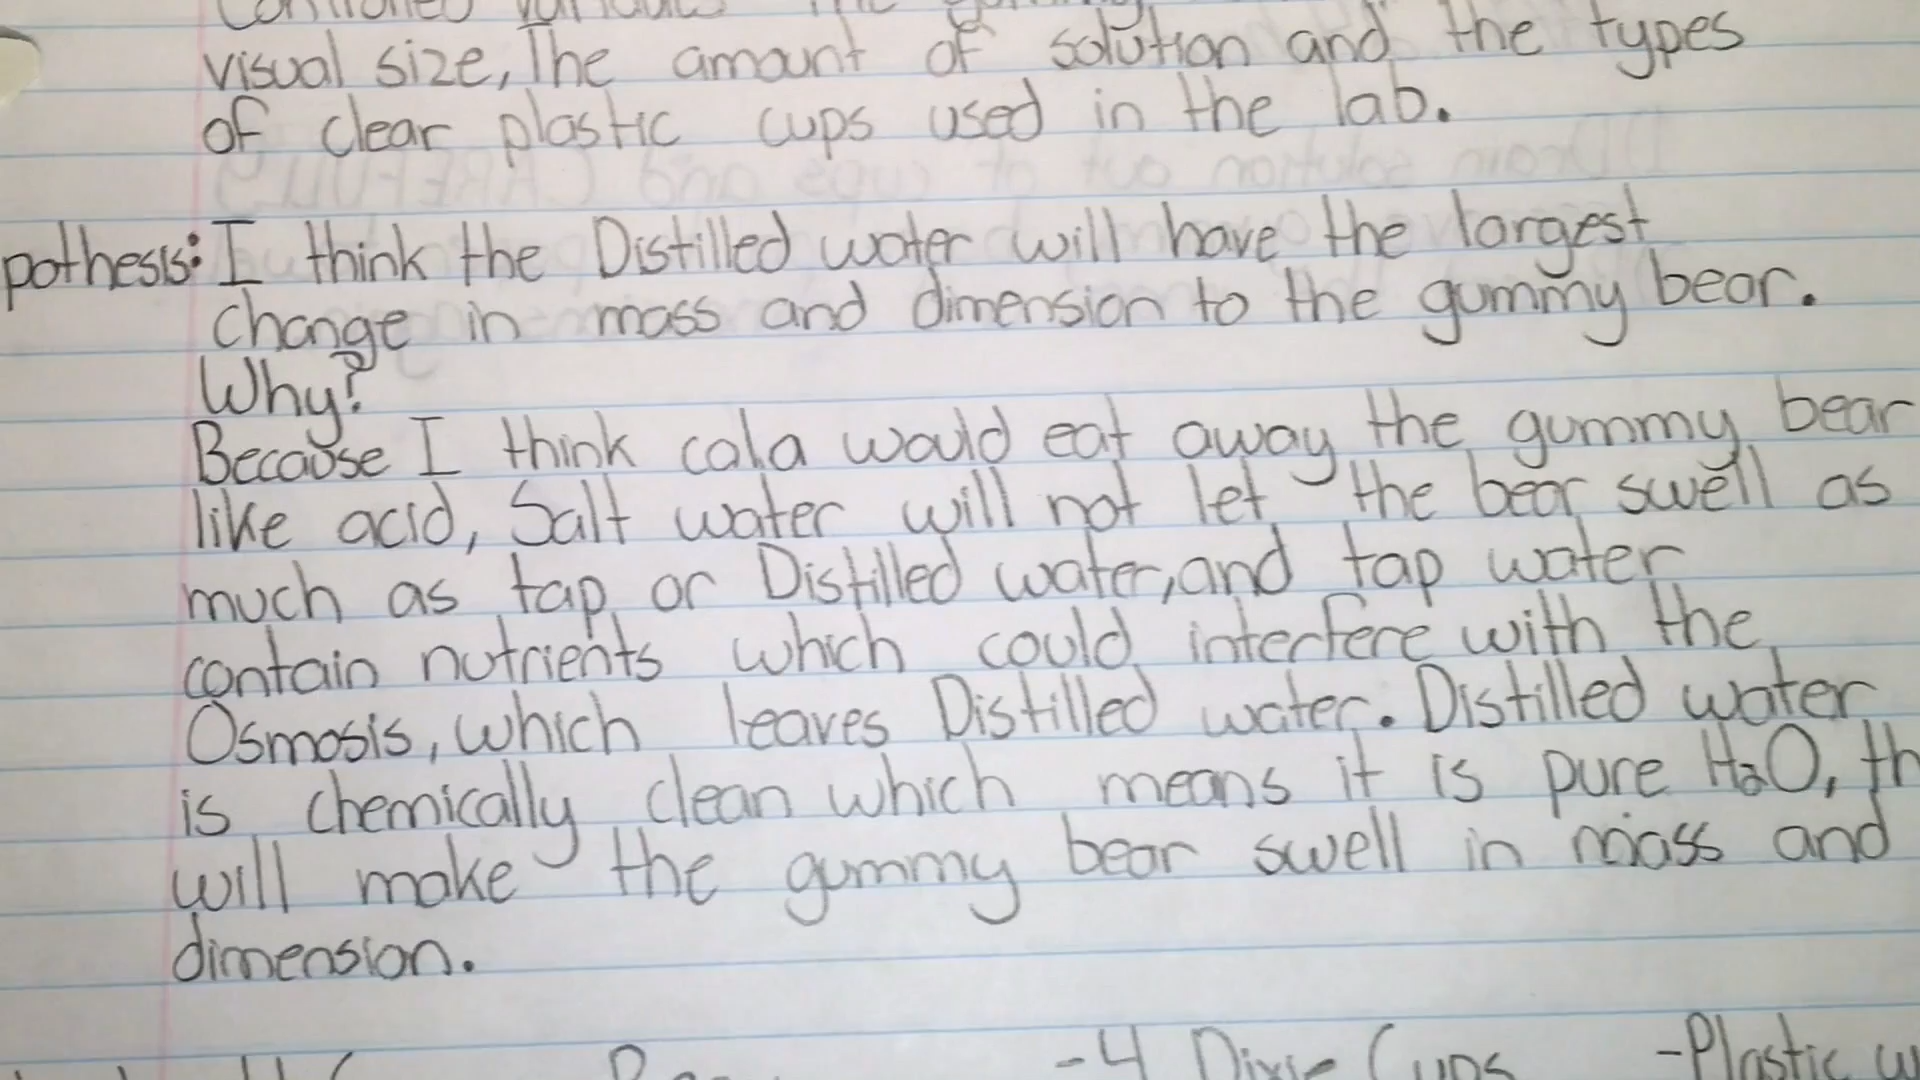 Controlled variables The gummy
visual size, The amount of solution and the types
of clear plastic cups used in the lab.
pothesis: I think the Distilled water will have the largest
change in mass and dimension to the gummy bear.
Why?
Because I think cola would eat away the gummy bear
like acid, Salt water will not let the bear swell as
much as tap or Distilled water, and tap water
contain nutrients which could interfere with the
Osmosis, which leaves Distilled water. Distilled water
is chemically clean which means it is pure H2O, th
will make the gummy bear swell in mass and
dimension.
-4 Dixie Cups -Plastic w